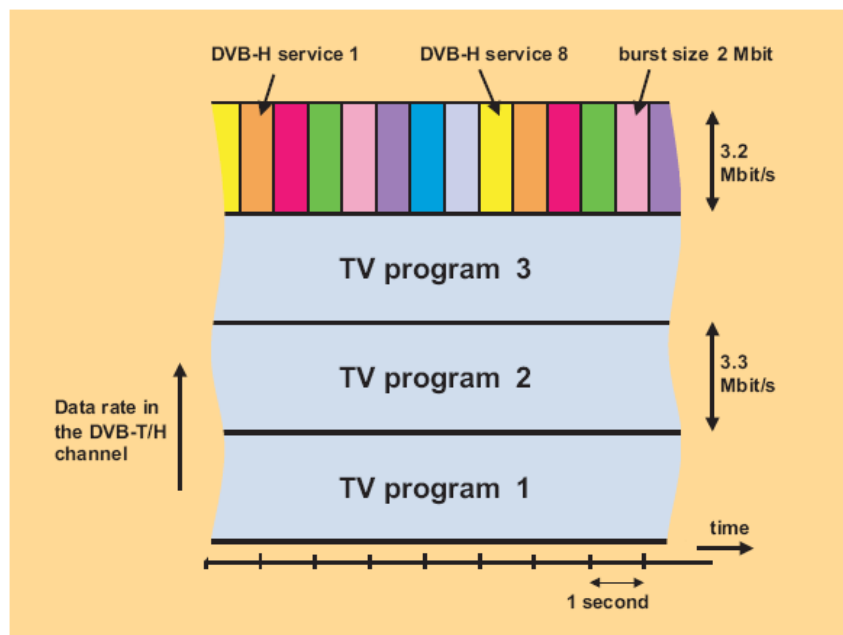 DVB-H service 1
DVB-H service 8
burst size 2 Mbit
3.2
Mbit/s
TV program 3
TV program 2
3.3
Mbit/s
Data rate in
the DVB-T/H
channel
TV program 1
time
1 second